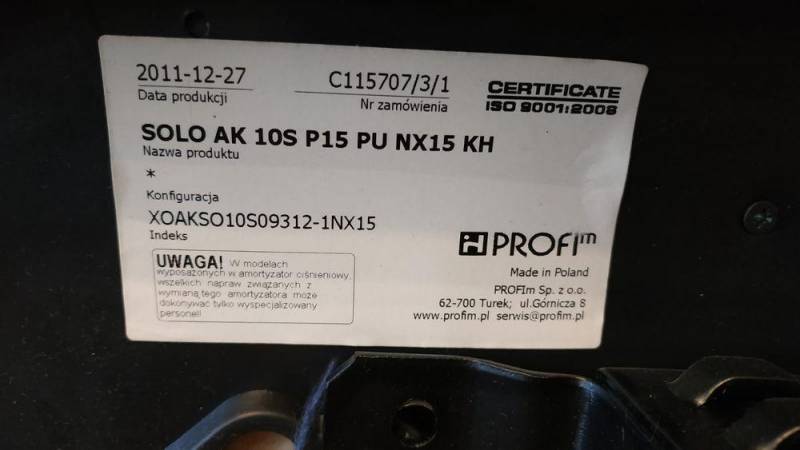 2011-12-27
Data produkcji
C115707/3/1
Nr zamówienia
CERTIFICATE
ISO 9001:2008
SOLO AK 10S P15 PU NX15 KH
Nazwa produktu
*
Konfiguracja
XOAKSO10S09312-1NX15
Indeks
UWAGA! W modelach
wyposażonych w amortyzator ciśnieniowy,
wszelkich napraw związanych z
wymianą tego amortyzatora może
dokonywać tylko wyspecjalizowany
personel!
PROFIm
Made in Poland
PROFIm Sp. z o.o.
62-700 Turek; ul.Górnicza 8
www.profim.pl serwis@profim.pl